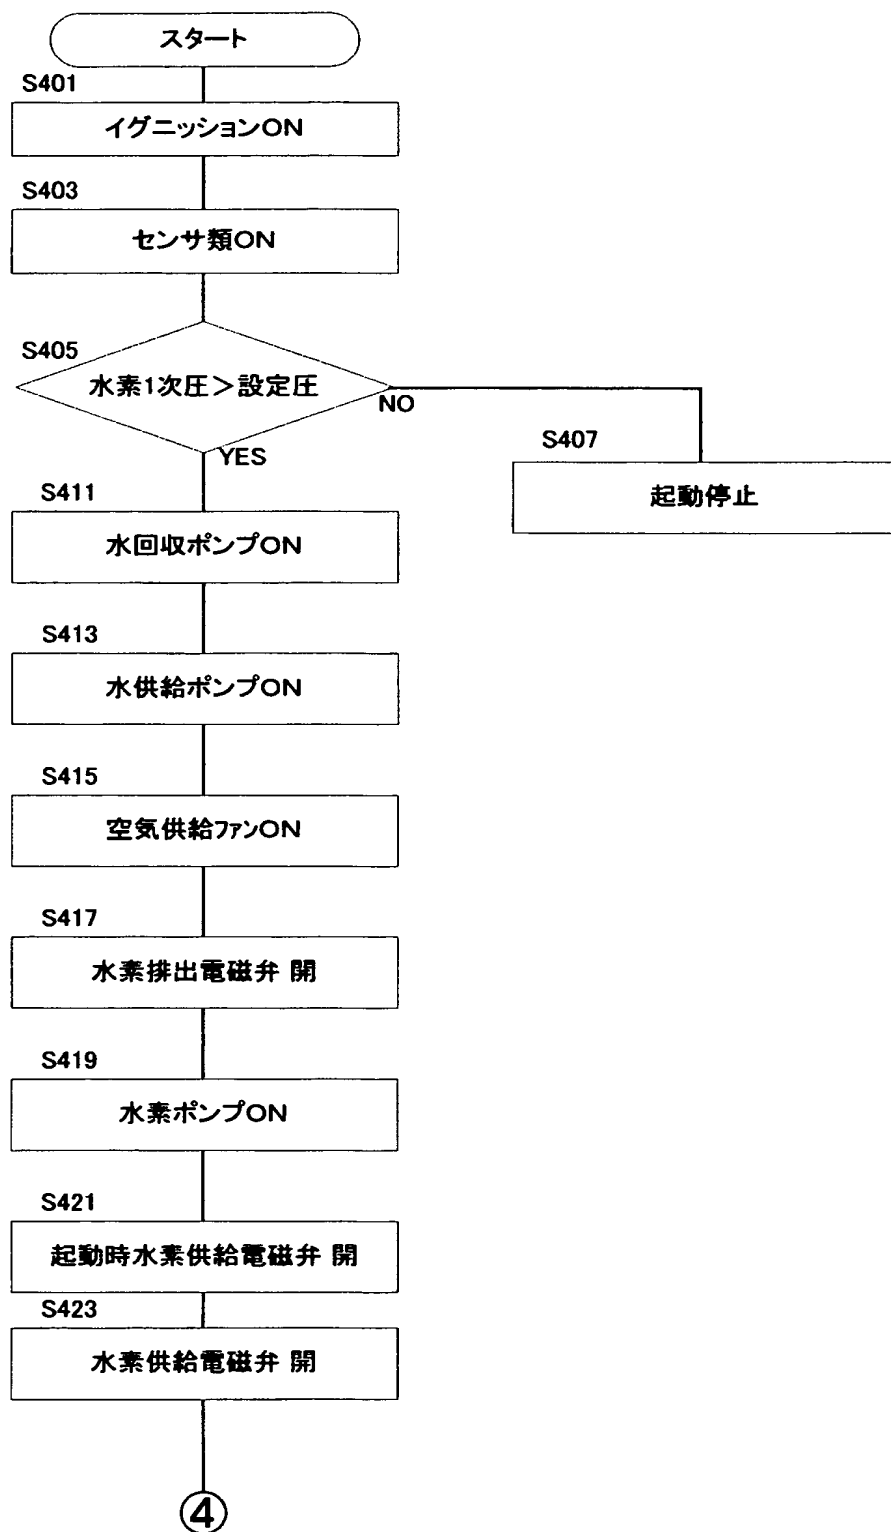 スタート
S401
イグニッションON
S403
センサ類ON
S405
水素1次圧＞設定圧
NO
YES
S407
起動停止
S411
水回収ポンプON
S413
水供給ポンプON
S415
空気供給ファンON
S417
水素排出電磁弁 開
S419
水素ポンプON
S421
起動時水素供給電磁弁 開
S423
水素供給電磁弁 開
④